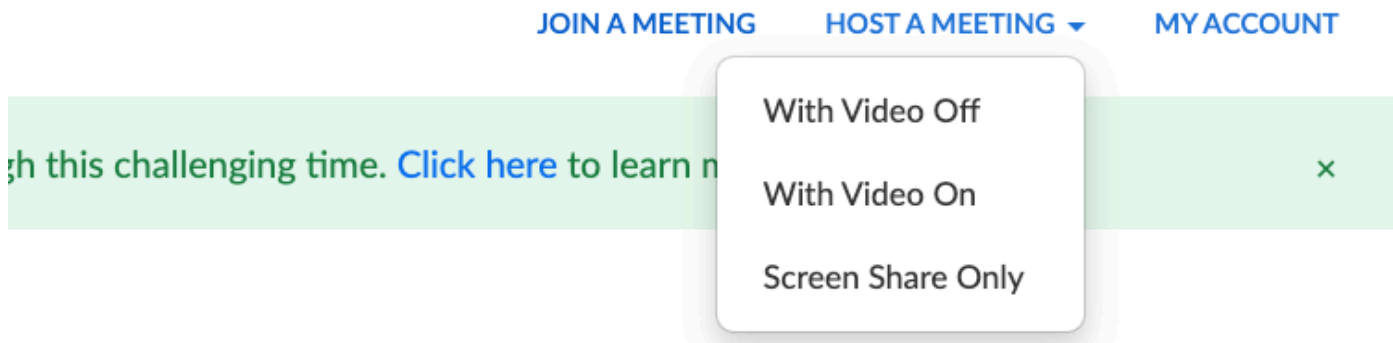 JOIN A MEETING HOST A MEETING MY ACCOUNT
With Video Off
gh this challenging time. Click here to learn ×
With Video On
Screen Share Only